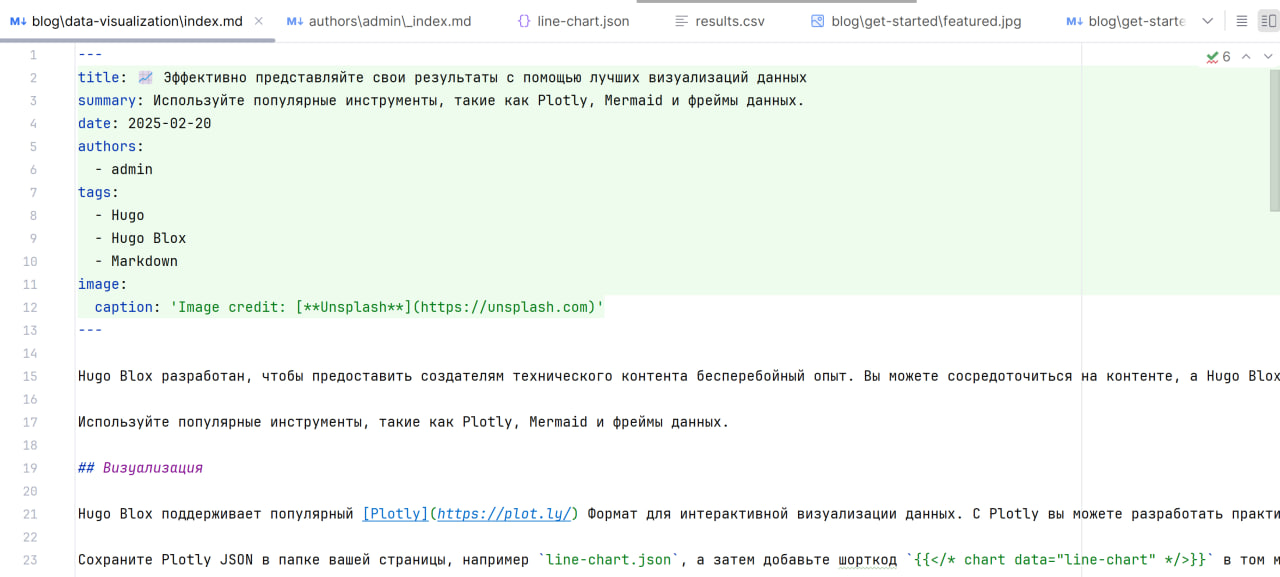 blog\data-visualization\index.md authors\admin\_index.md line-chart.json results.csv blog\get-started\featured.jpg blog\get-starte
6
1 ---
2 title: 📈 Эффективно представляйте свои результаты с помощью лучших визуализаций данных
3 summary: Используйте популярные инструменты, такие как Plotly, Mermaid и фреймы данных.
4 date: 2025-02-20
5 authors:
6   - admin
7 tags:
8   - Hugo
9   - Hugo Blox
10   - Markdown
11 image:
12   caption: 'Image credit: [**Unsplash**](https://unsplash.com)'
13 ---
14
15 Hugo Blox разработан, чтобы предоставить создателям технического контента бесперебойный опыт. Вы можете сосредоточиться на контенте, а Hugo Blox
16
17 Используйте популярные инструменты, такие как Plotly, Mermaid и фреймы данных.
18
19 ## Визуализация
20
21 Hugo Blox поддерживает популярный [Plotly](https://plot.ly/) Формат для интерактивной визуализации данных. С Plotly вы можете разработать практи
22
23 Сохраните Plotly JSON в папке вашей страницы, например `line-chart.json`, а затем добавьте шорткод `{{</* chart data="line-chart" */>}}` в том м